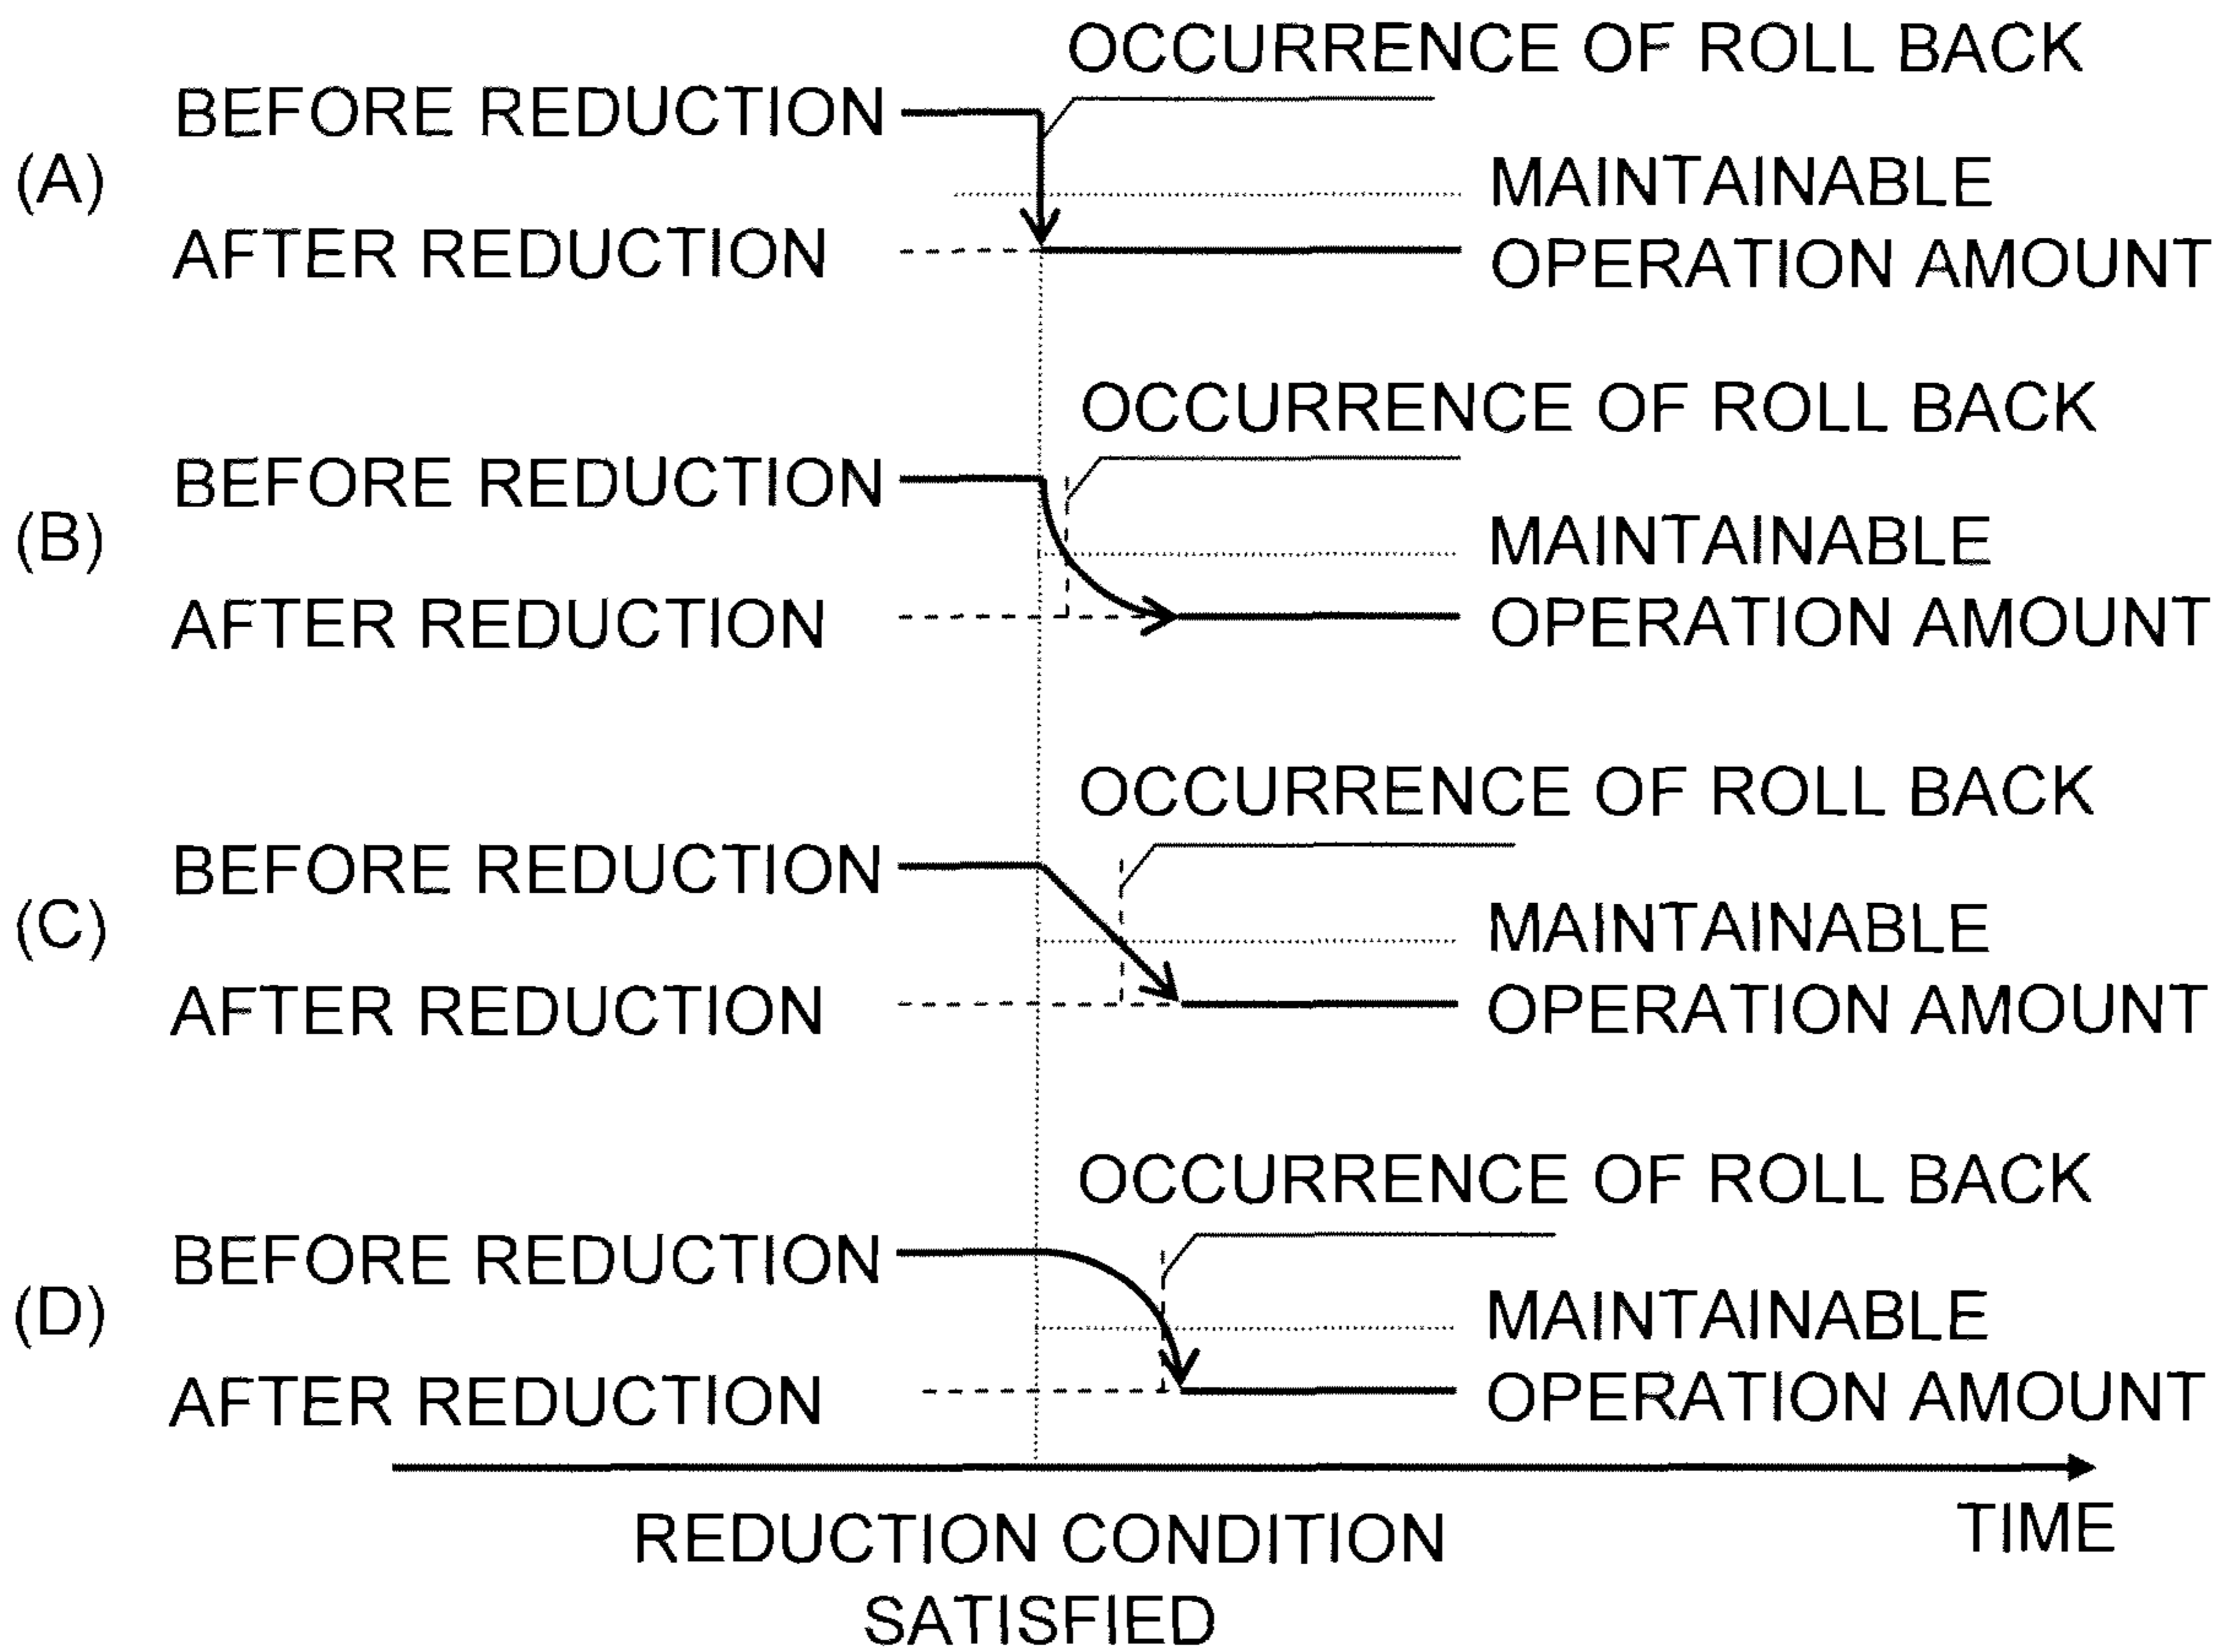 OCCURRENCE OF ROLL BACK
BEFORE REDUCTION
(A)
MAINTAINABLE
AFTER REDUCTION
OPERATION AMOUNT
OCCURRENCE OF ROLL BACK
BEFORE REDUCTION
(B)
MAINTAINABLE
AFTER REDUCTION
OPERATION AMOUNT
OCCURRENCE OF ROLL BACK
BEFORE REDUCTION
(C)
MAINTAINABLE
AFTER REDUCTION
OPERATION AMOUNT
OCCURRENCE OF ROLL BACK
BEFORE REDUCTION
(D)
MAINTAINABLE
AFTER REDUCTION
OPERATION AMOUNT
TIME
REDUCTION CONDITION
SATISFIED